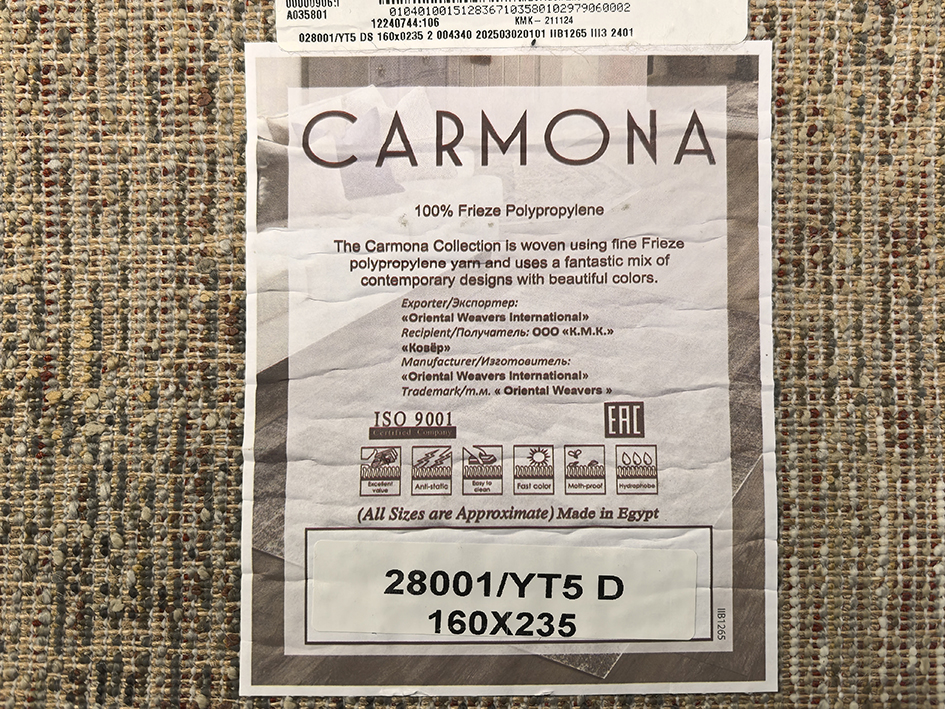 A035801
01040100151283671035801029790​60002
12240744:106
KMK- 211124
028001/YT5 DS 160x0235 2 004340 202503020101 IIB1265 III3 2401
CARMONA
100% Frieze Polypropylene
The Carmona Collection is woven using fine Frieze
polypropylene yarn and uses a fantastic mix of
contemporary designs with beautiful colors.
Exporter/Экспортер:
«Oriental Weavers International»
Recipient/Получатель: ООО «К.М.К.»
«Ковёр»
Manufacturer/Изготовитель:
«Oriental Weavers International»
Trademark/т.м. « Oriental Weavers »
ISO 9001
Certified Company
EAC
Excellent value
Anti-static
Easy to clean
Fast color
Moth-proof
Hydrophobe
(All Sizes are Approximate) Made in Egypt
28001/YT5 D
160X235
IIB1265